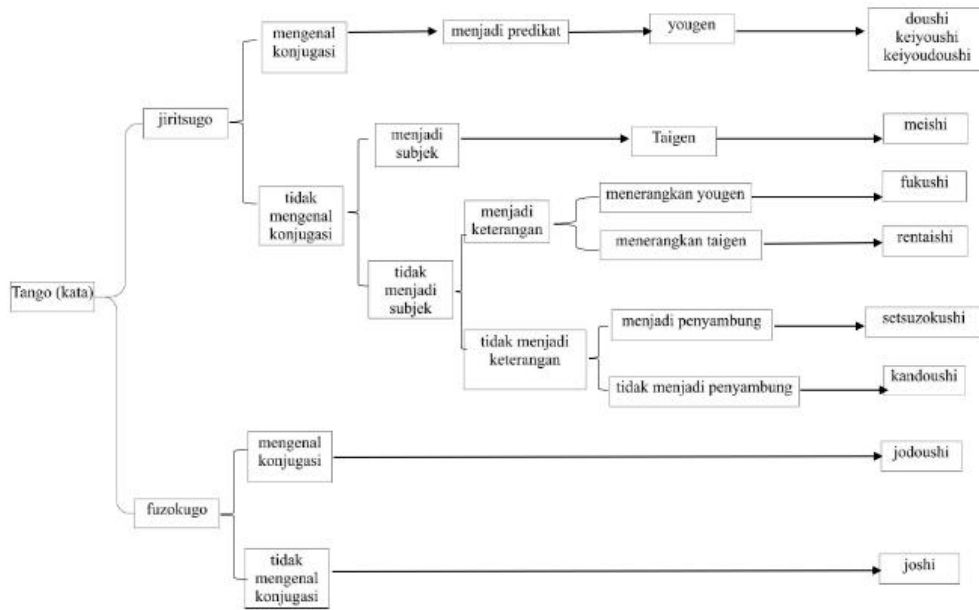 mengenal
konjugasi
menjadi predikat
yougen
doushi
keiyoushi
keiyoudoushi
jiritsugo
menjadi
subjek
Taigen
meishi
tidak
mengenal
konjugasi
menjadi
keterangan
menerangkan yougen
fukushi
menerangkan taigen
rentaishi
tidak
menjadi
subjek
Tango (kata)
tidak menjadi
keterangan
menjadi penyambung
setsuzokushi
tidak menjadi penyambung
kandoushi
fuzokugo
mengenal
konjugasi
jodoushi
tidak
mengenal
konjugasi
joshi